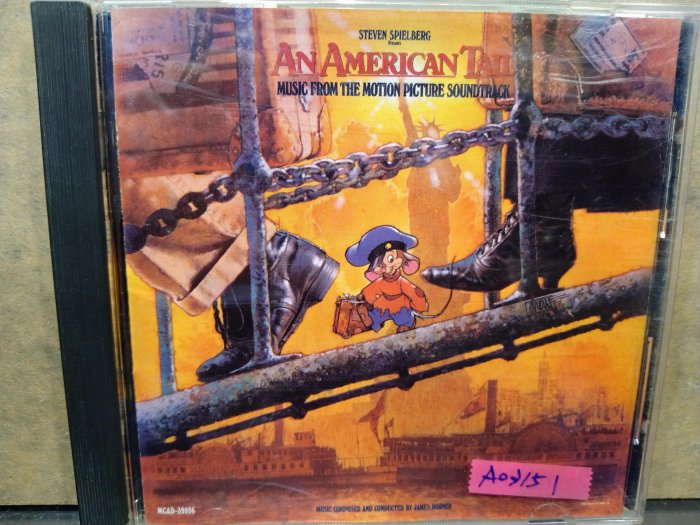 STEVEN SPIELBERG
Presents
AN AMERICAN TAIL
MUSIC FROM THE MOTION PICTURE SOUNDTRACK
MCAD-39096
MUSIC COMPOSED AND CONDUCTED BY JAMES HORNER